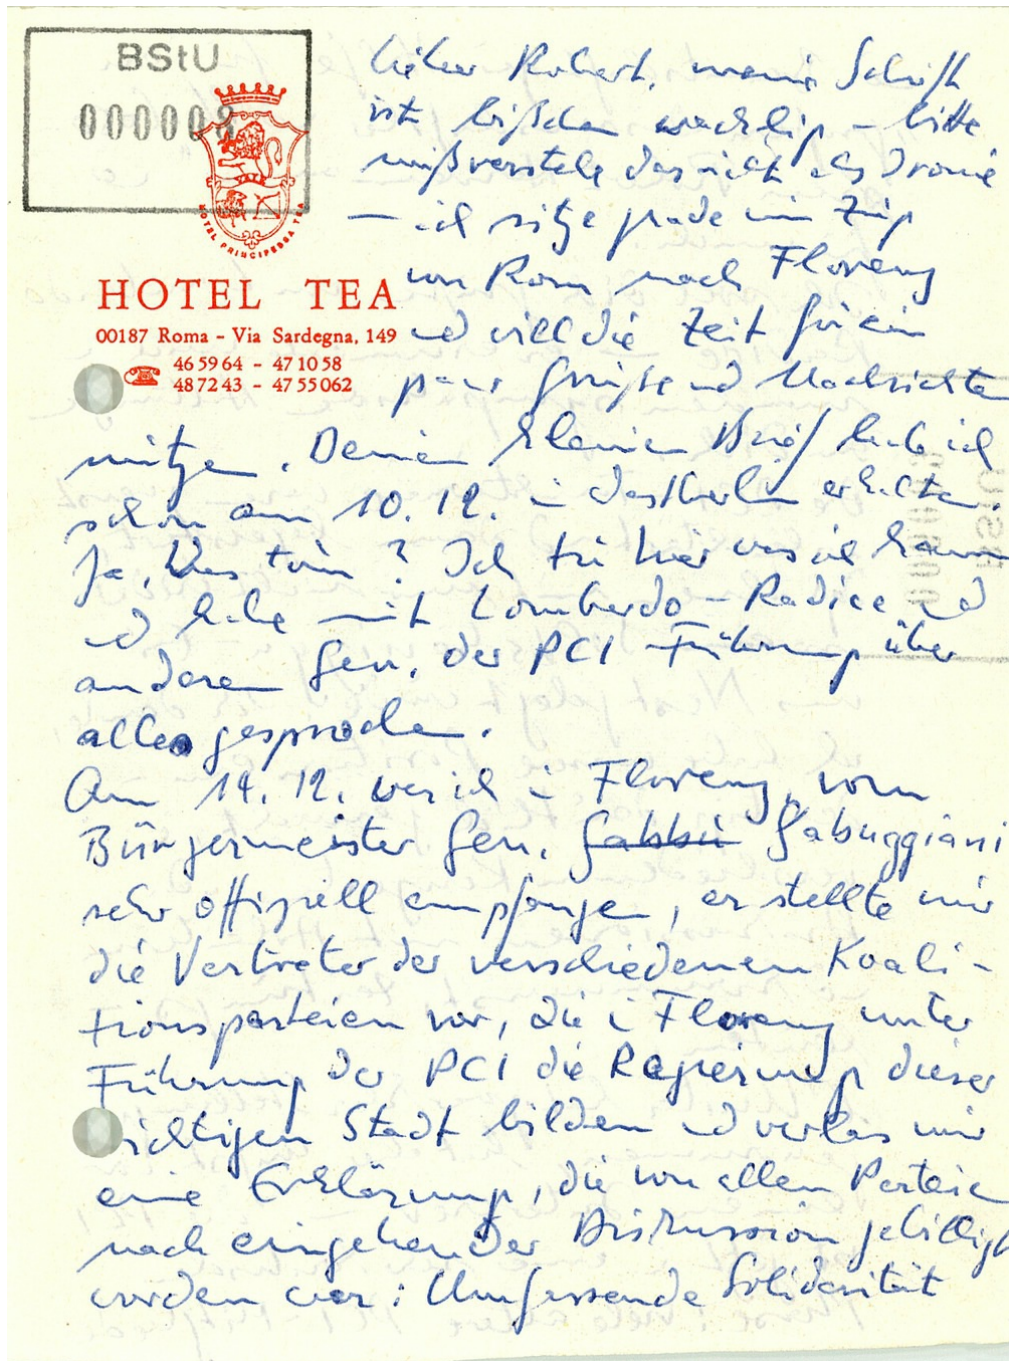 BStU
000008
HOTEL PRINCIPESSA TEA
HOTEL TEA
00187 Roma - Via Sardegna, 149
46 59 64 - 47 10 58
48 72 43 - 47 55 062
lieber Robert, meine Schrift
ist bißchen wacklig – bitte
mißverstehe das nicht als Ironie
– ich sitze grade im Zug
von Rom nach Florenz
und will die Zeit für ein
paar Grüße und Nachrichten
nützen. Deinen kleinen Brief habe ich
schon am 10.12. in Westberlin erhalten.
Ja, Was tun? Ich tu hier was ich kann
und habe mit Lombardo-Radice und
anderen Gen. der PCI-Führung über
alles gesprochen.
Am 14.12. war ich in Florenz, vom
Bürgermeister Gen. Gabbu Gabuggiani
sehr offiziell empfangen, er stellte mir
die Vertreter der verschiedenen Koali-
tionsparteien vor, die in Florenz unter
Führung der PCI die Regierung dieser
wichtigen Stadt bilden und verlas mir
eine Erklärung, die von allen Parteien
nach eingehender Diskussion gebilligt
worden war: Umfassende Solidarität